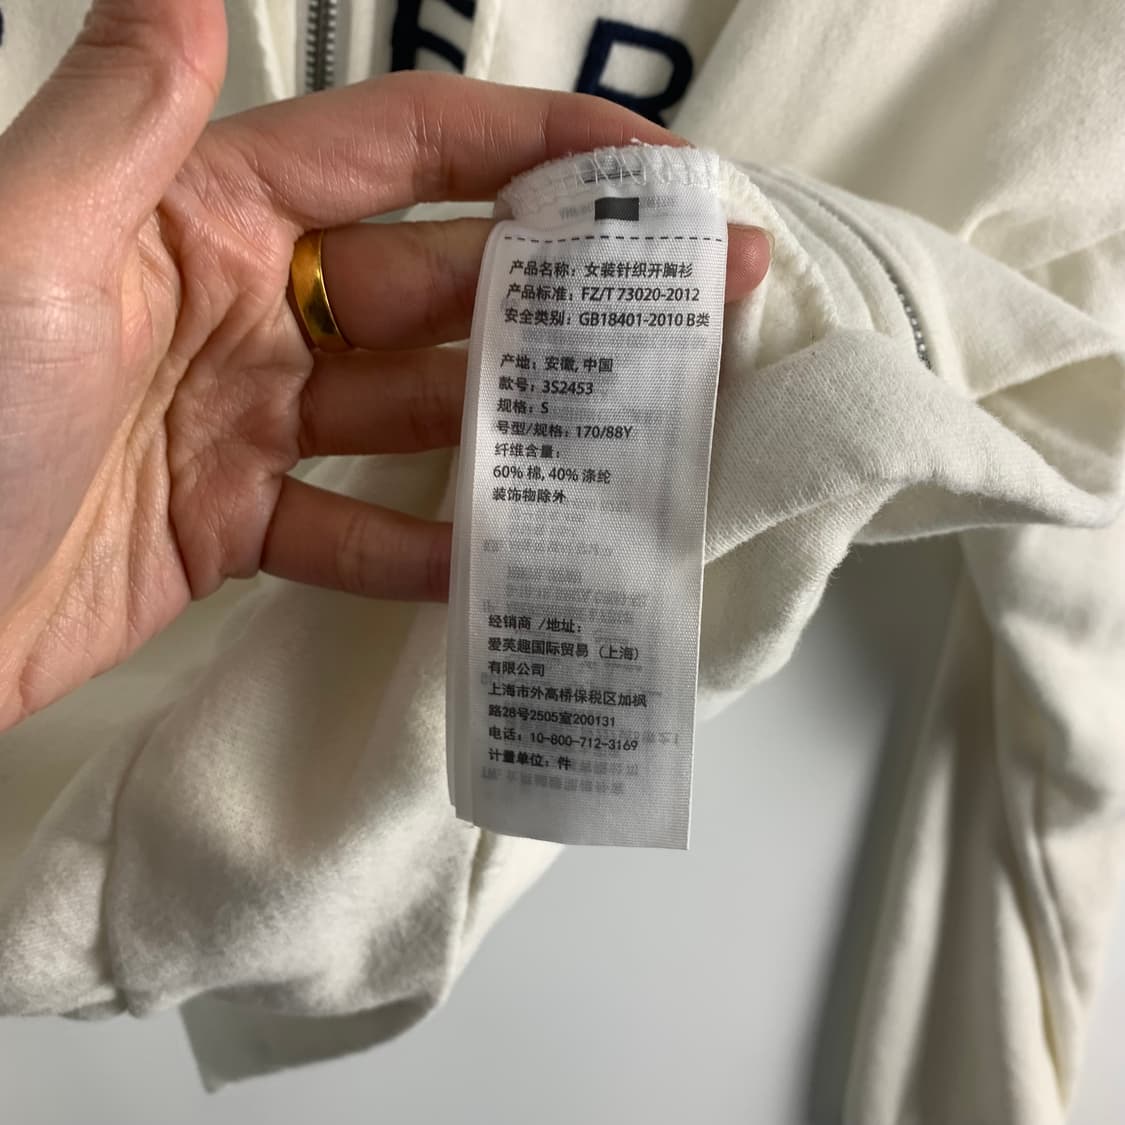 E R
产品名称：女装针织开胸衫
产品标准：FZ/T 73020-2012
安全类别：GB18401-2010 B类
产地：安徽, 中国
款号：3S2453
规格：S
号型/规格：170/88Y
纤维含量：
60% 棉, 40% 涤纶
装饰物除外
经销商 /地址：
爱芙趣国际贸易（上海）
有限公司
上海市外高桥保税区加枫
路28号2505室200131
电话：10-800-712-3169
计量单位：件